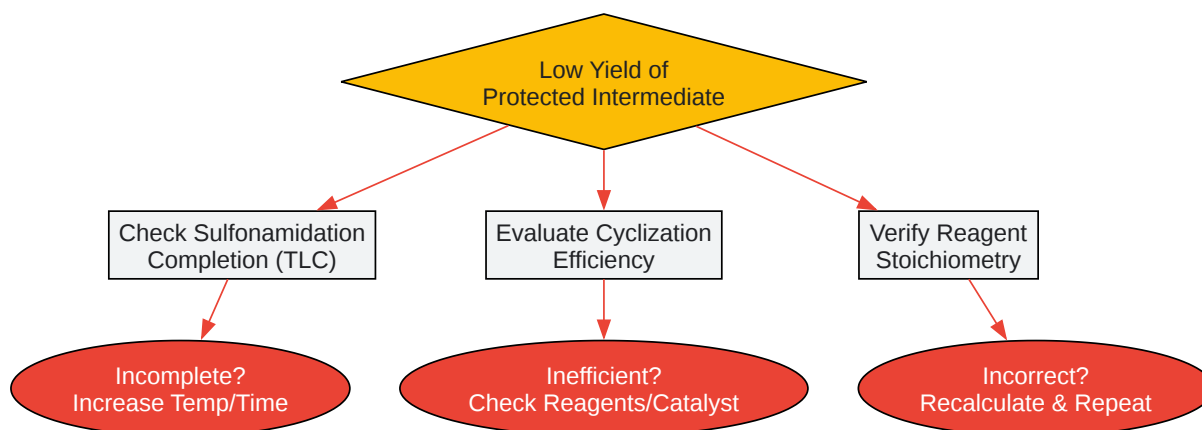 Low Yield of
Protected Intermediate
Check Sulfonamidation
Completion (TLC)
Evaluate Cyclization
Efficiency
Verify Reagent
Stoichiometry
Incomplete?
Increase Temp/Time
Inefficient?
Check Reagents/Catalyst
Incorrect?
Recalculate & Repeat